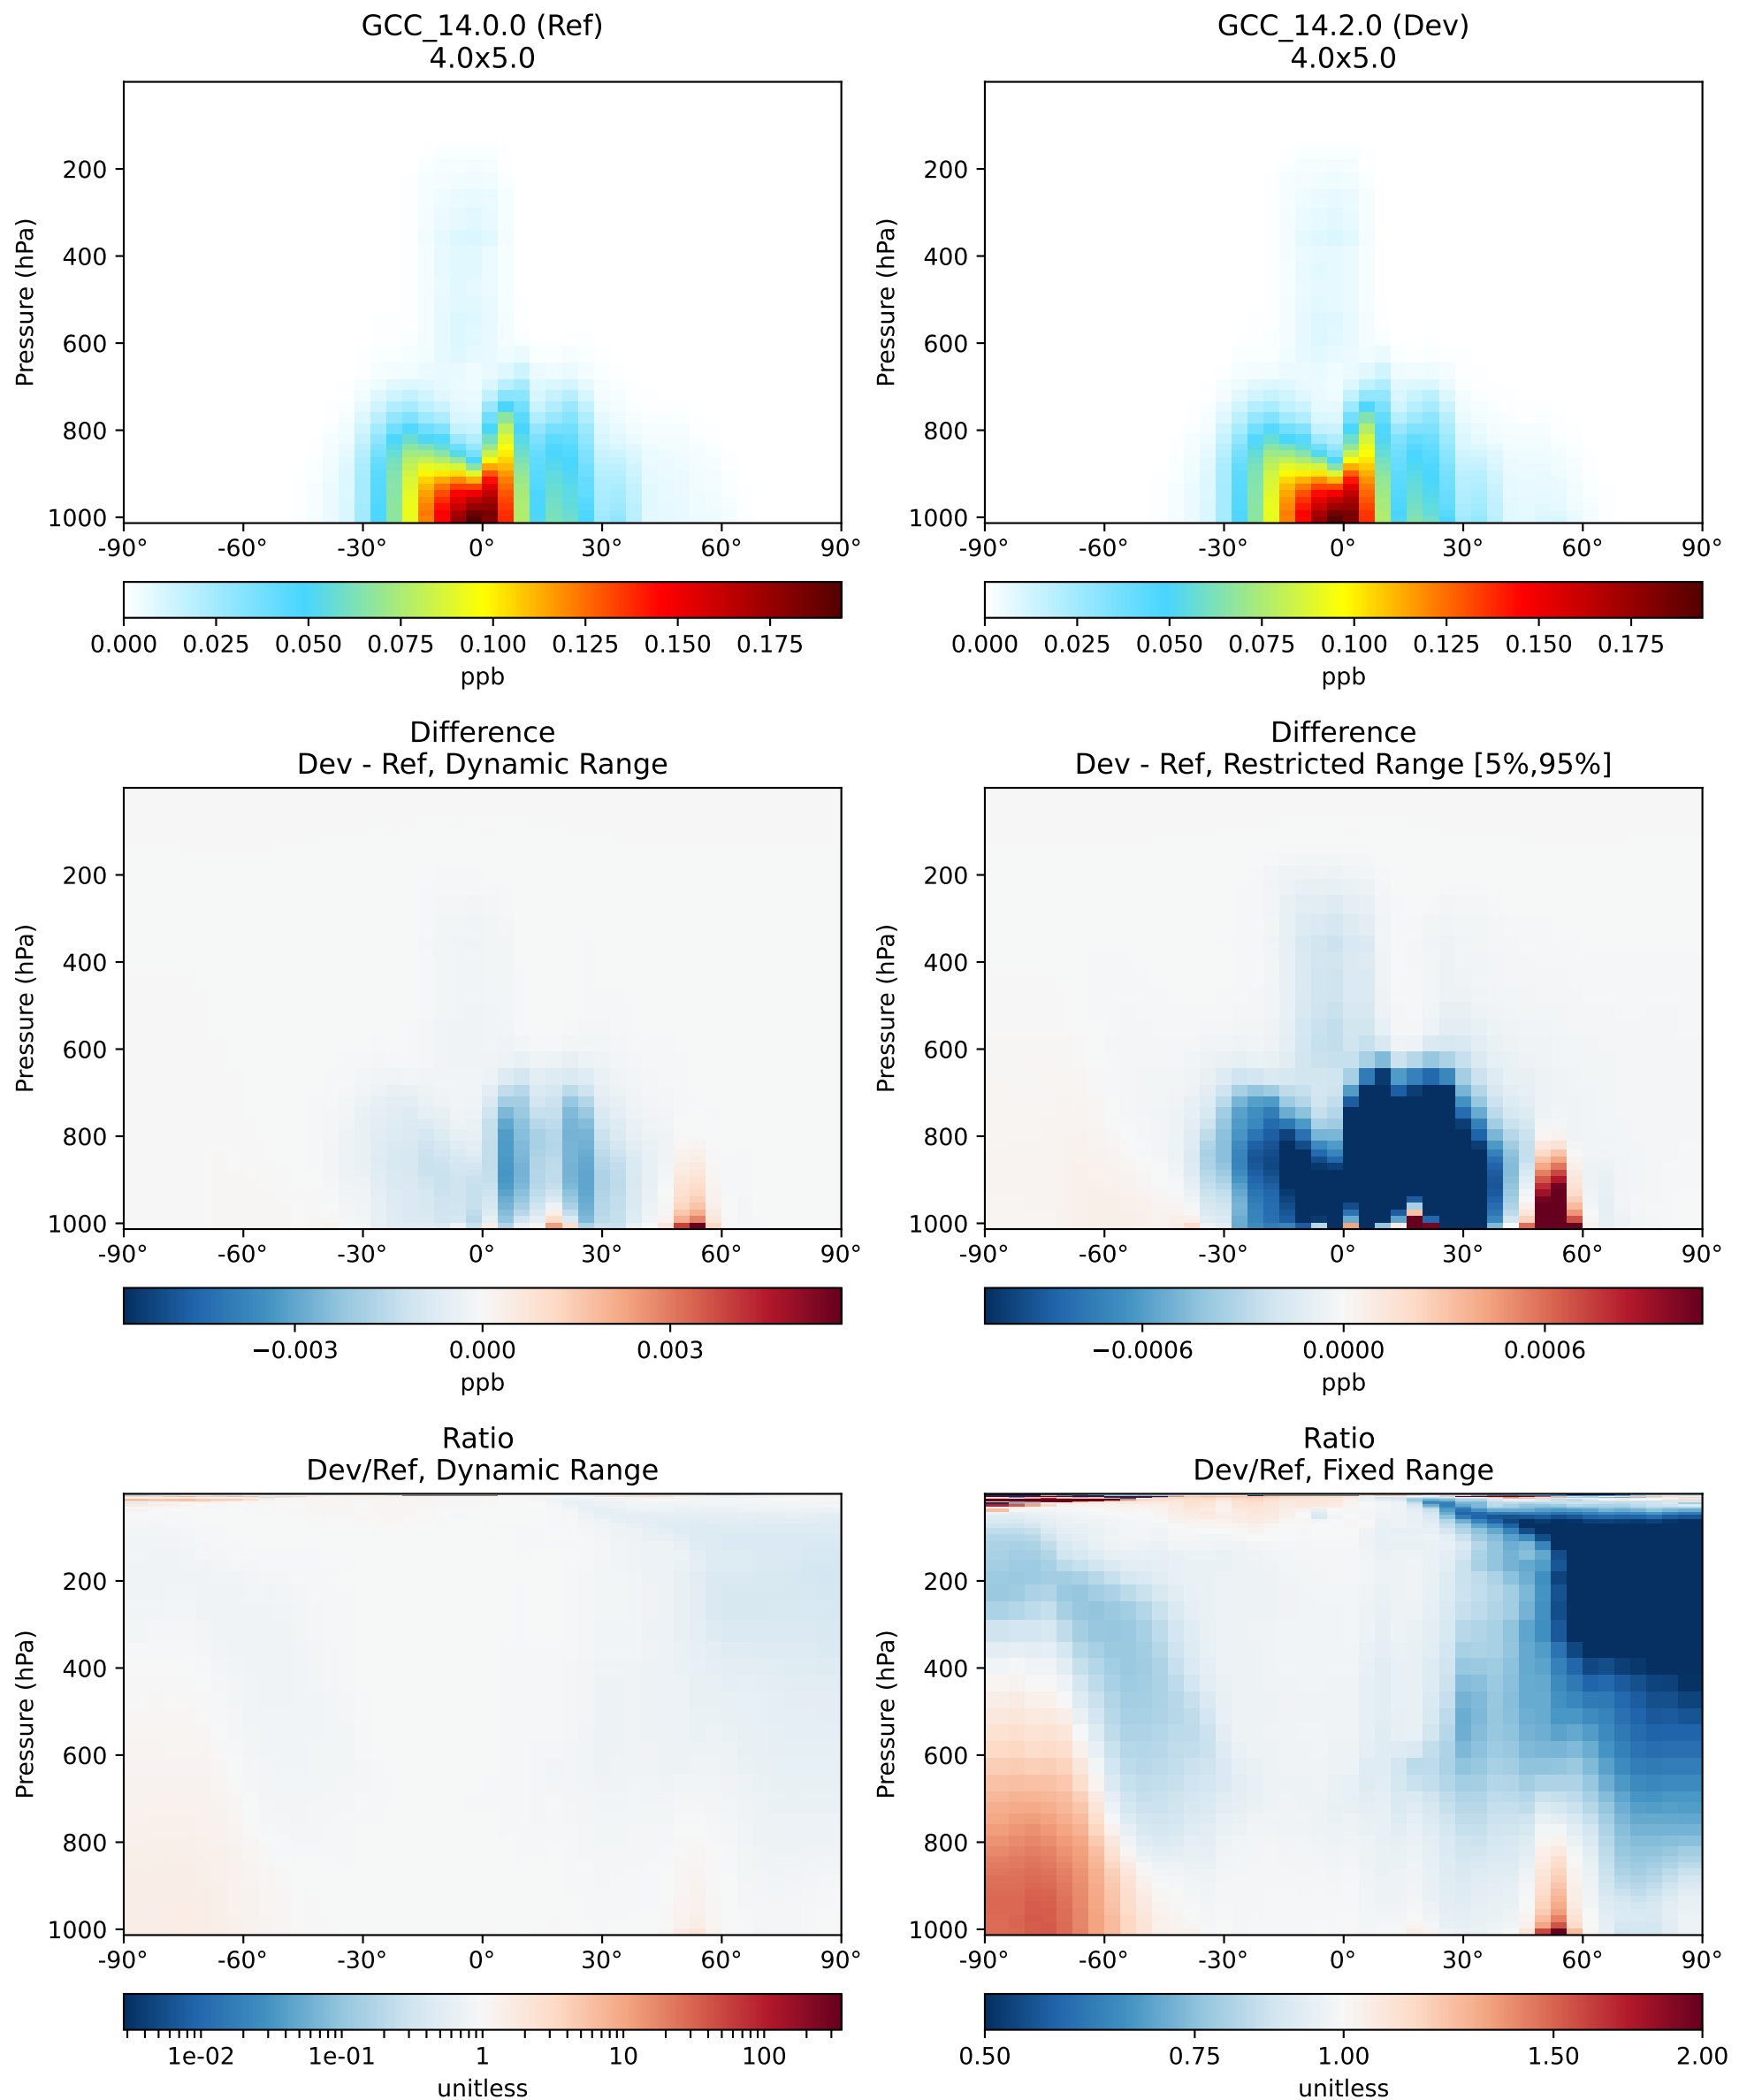 GCC_14.0.0 (Ref)
4.0x5.0
Pressure (hPa)
200
400
600
800
1000
-90° -60° -30° 0° 30° 60° 90°
0.000 0.025 0.050 0.075 0.100 0.125 0.150 0.175
ppb
GCC_14.2.0 (Dev)
4.0x5.0
Pressure (hPa)
200
400
600
800
1000
-90° -60° -30° 0° 30° 60° 90°
0.000 0.025 0.050 0.075 0.100 0.125 0.150 0.175
ppb
Difference
Dev - Ref, Dynamic Range
Pressure (hPa)
200
400
600
800
1000
-90° -60° -30° 0° 30° 60° 90°
−0.003 0.000 0.003
ppb
Difference
Dev - Ref, Restricted Range [5%,95%]
Pressure (hPa)
200
400
600
800
1000
-90° -60° -30° 0° 30° 60° 90°
−0.0006 0.0000 0.0006
ppb
Ratio
Dev/Ref, Dynamic Range
Pressure (hPa)
200
400
600
800
1000
-90° -60° -30° 0° 30° 60° 90°
1e-02 1e-01 1 10 100
unitless
Ratio
Dev/Ref, Fixed Range
Pressure (hPa)
200
400
600
800
1000
-90° -60° -30° 0° 30° 60° 90°
0.50 0.75 1.00 1.50 2.00
unitless